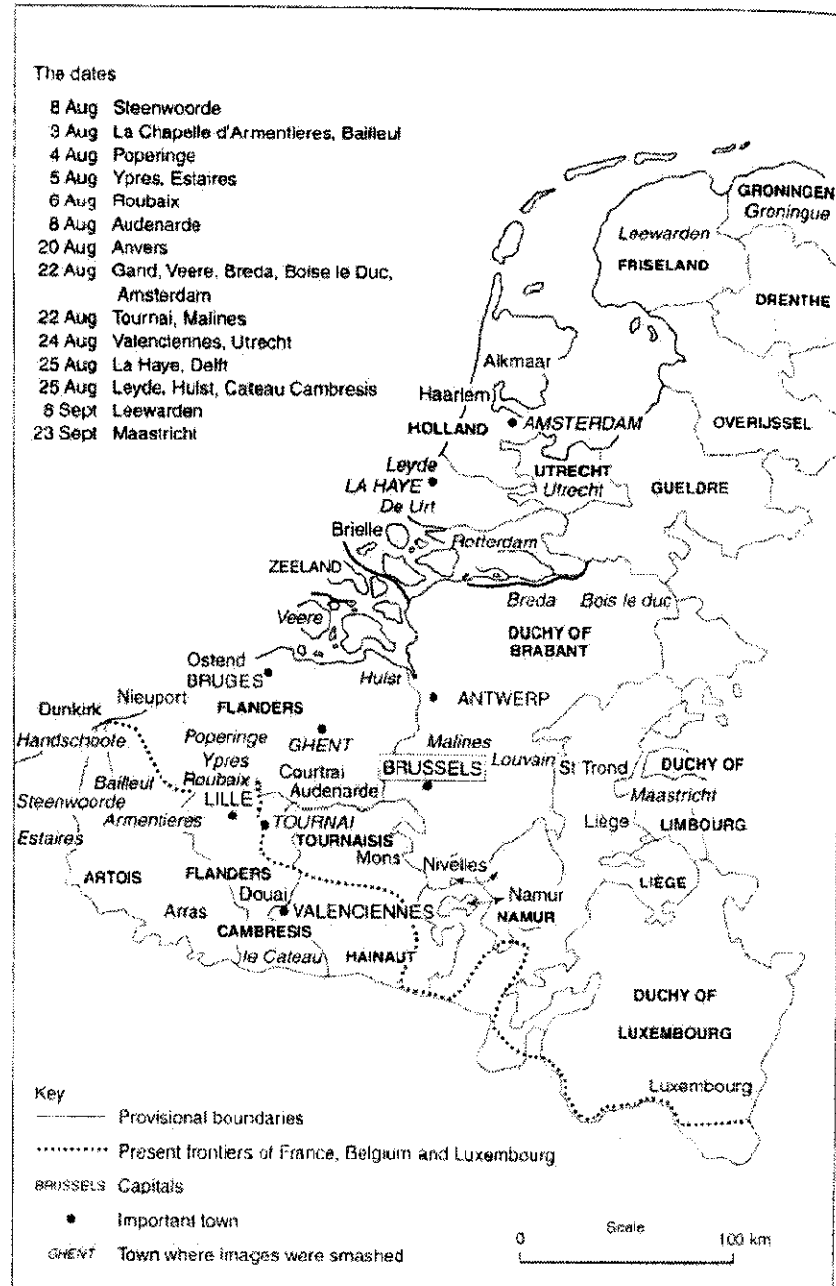 The dates
8 Aug Steenwoorde
3 Aug La Chapelle d'Armentieres, Bailleul
4 Aug Poperinge
5 Aug Ypres, Estaires
6 Aug Roubaix
8 Aug Audenarde
20 Aug Anvers
22 Aug Gand, Veere, Breda, Boise le Duc,
Amsterdam
22 Aug Tournai, Malines
24 Aug Valenciennes, Utrecht
25 Aug La Haye, Delft
25 Aug Leyde, Hulst, Cateau Cambresis
8 Sept Leewarden
23 Sept Maastricht
GRONINGEN
Groningue
Leewarden
FRISELAND
DRENTHE
Alkmaar
Haarlem
HOLLAND
AMSTERDAM
OVERIJSSEL
Leyde
UTRECHT
LA HAYE
Utrecht
GUELDRE
De Urt
Brielle
Rotterdam
ZEELAND
Veere
Breda
Bois le duc
DUCHY OF
BRABANT
Ostend
BRUGES
Hulst
ANTWERP
Nieuport
Dunkirk
FLANDERS
Handschoote
Poperinge
GHENT
Malines
Ypres
Louvain
St Trond
DUCHY OF
Bailleul
Roubaix
Courtrai
BRUSSELS
Steenwoorde
LILLE
Audenarde
Maastricht
Armentieres
TOURNAI
Liège
LIMBOURG
Estaires
TOURNAISIS
Mons
Nivelles
ARTOIS
FLANDERS
LIÈGE
Douai
Namur
Arras
VALENCIENNES
NAMUR
CAMBRESIS
le Cateau
HAINAUT
DUCHY OF
LUXEMBOURG
Luxembourg
Key
Provisional boundaries
Present frontiers of France, Belgium and Luxembourg
BRUSSELS Capitals
Important town
GHENT Town where images were smashed
Scale
0 100 km